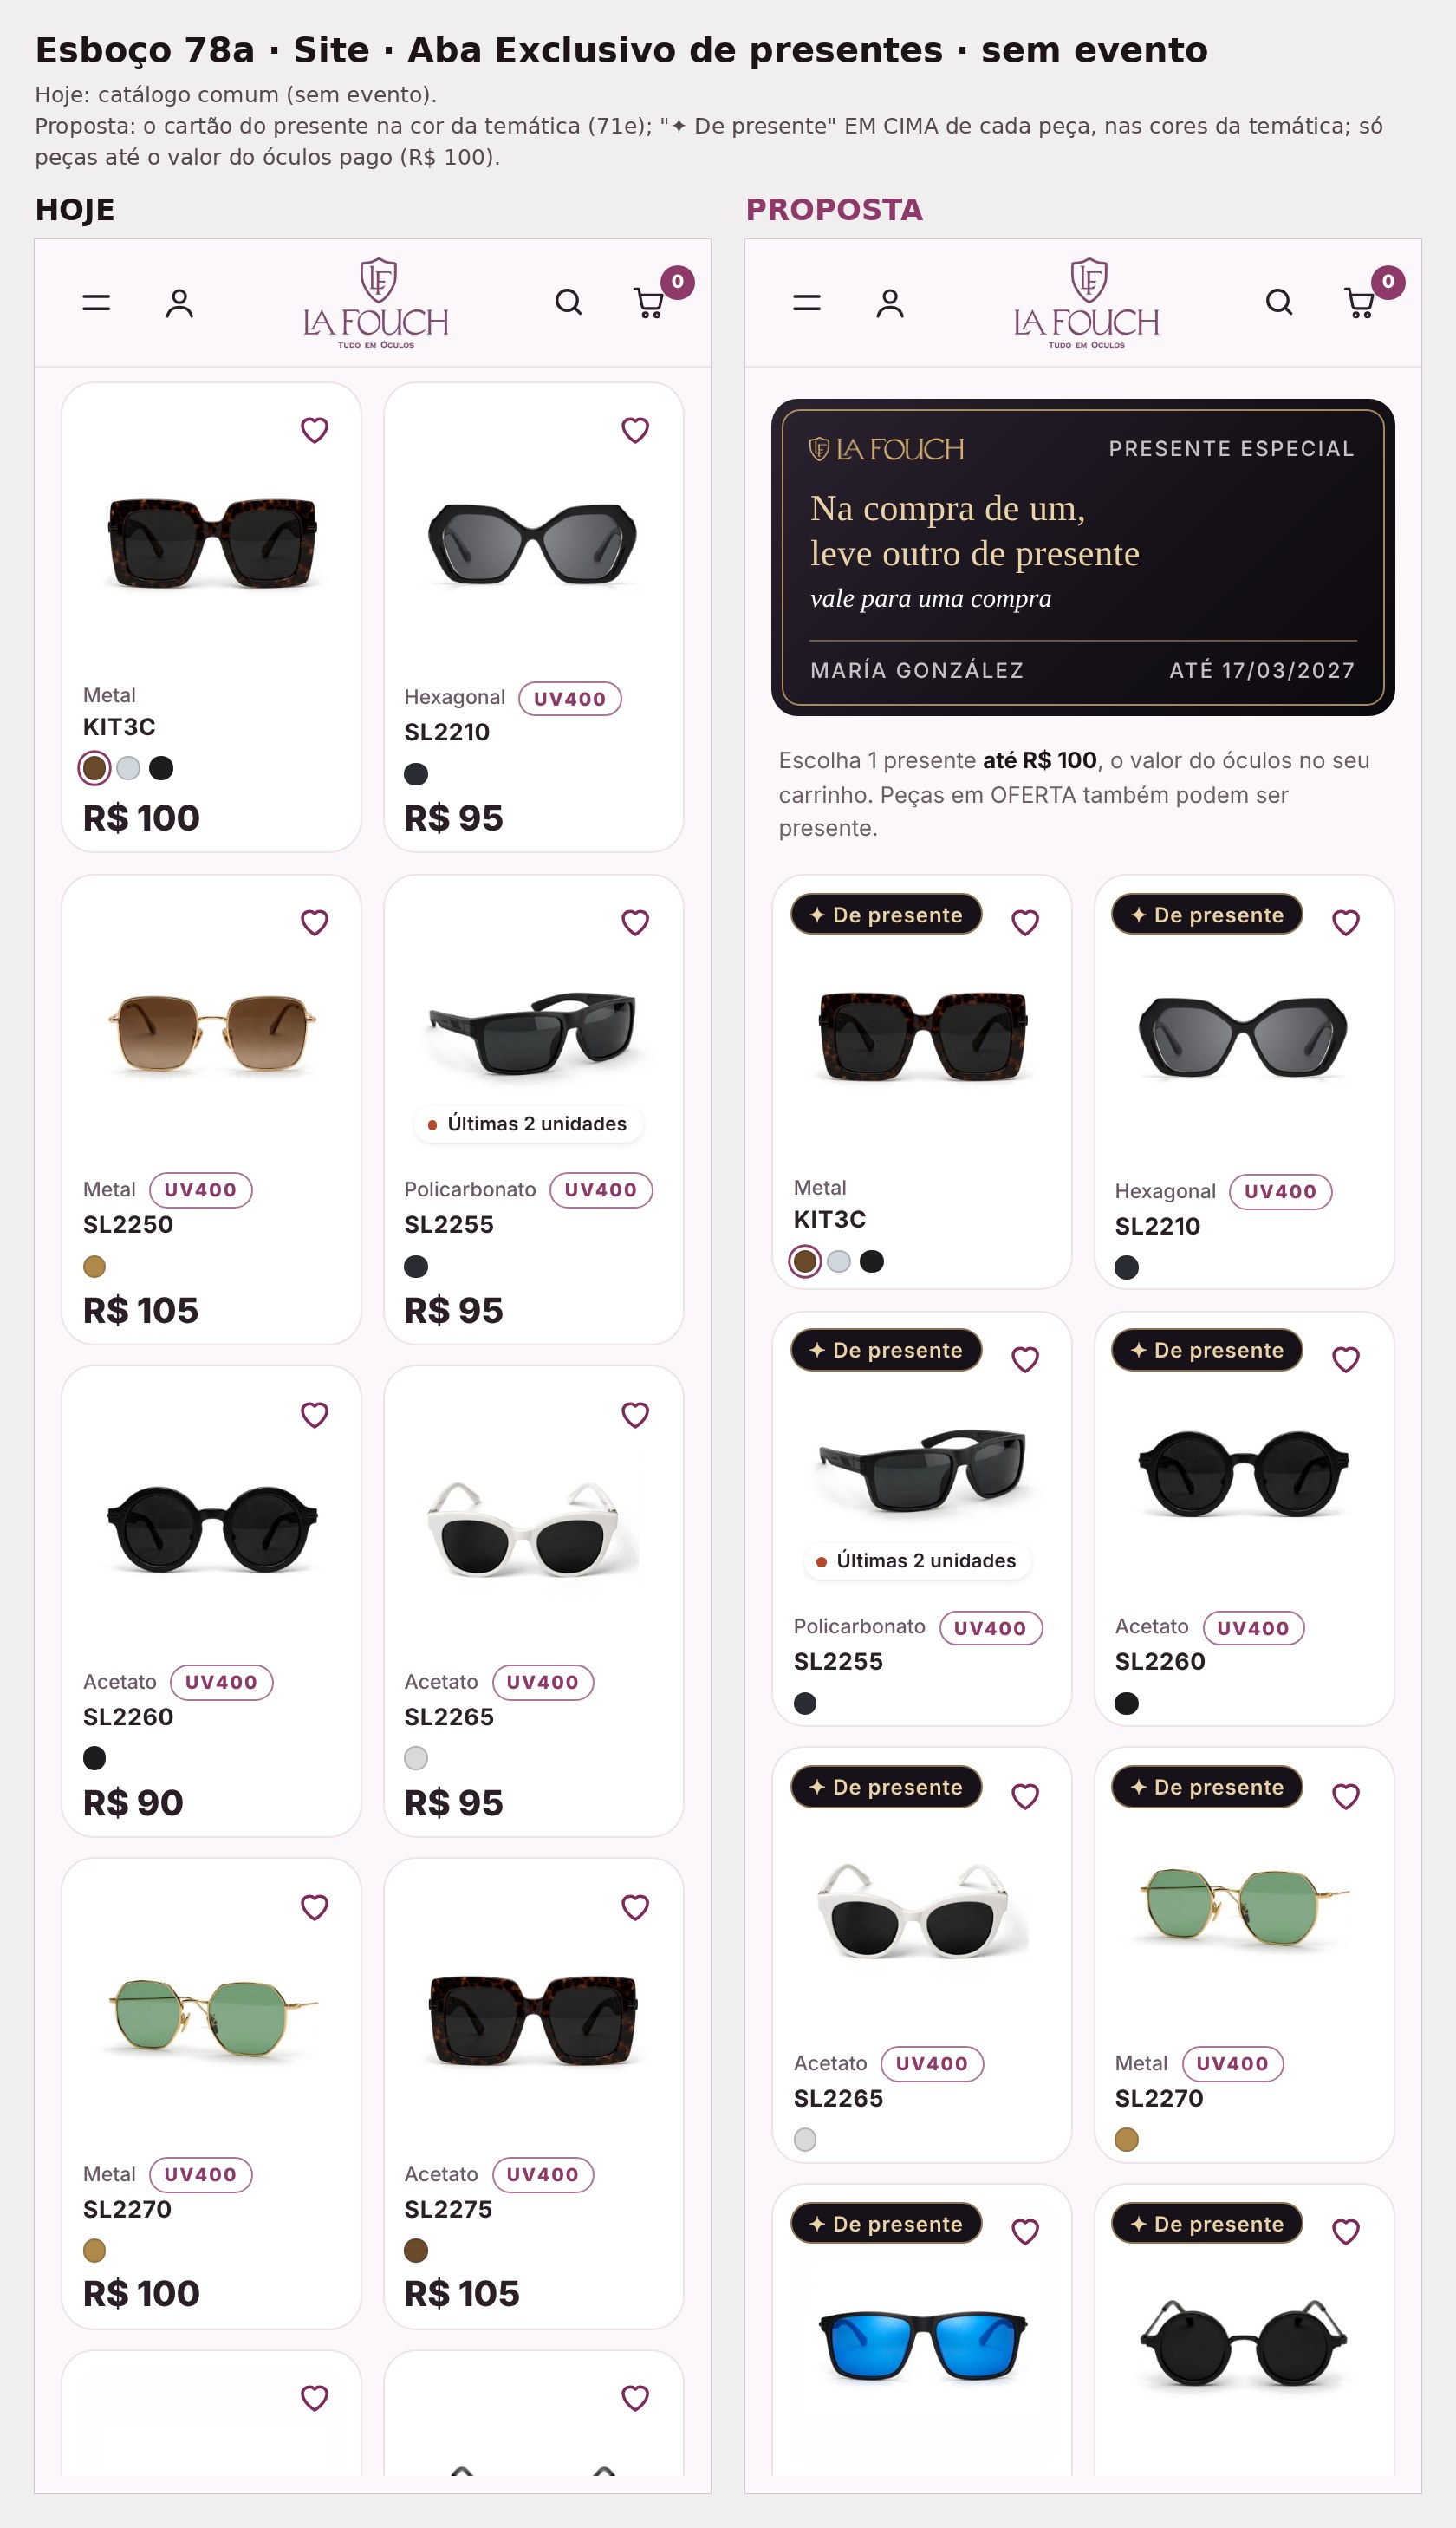 Esboço 78a · Site · Aba Exclusivo de presentes · sem evento
Hoje: catálogo comum (sem evento).
Proposta: o cartão do presente na cor da temática (71e); "✦ De presente" EM CIMA de cada peça, nas cores da temática; só
peças até o valor do óculos pago (R$ 100).
HOJE
LF
LA FOUCH
TUDO EM ÓCULOS
0
Metal
KIT3C
R$ 100
Hexagonal UV400
SL2210
R$ 95
Metal UV400
SL2250
R$ 105
Últimas 2 unidades
Policarbonato UV400
SL2255
R$ 95
Acetato UV400
SL2260
R$ 90
Acetato UV400
SL2265
R$ 95
Metal UV400
SL2270
R$ 100
Acetato UV400
SL2275
R$ 105
PROPOSTA
LF
LA FOUCH
TUDO EM ÓCULOS
0
LF LA FOUCH
PRESENTE ESPECIAL
Na compra de um,
leve outro de presente
vale para uma compra
MARÍA GONZÁLEZ
ATÉ 17/03/2027
Escolha 1 presente até R$ 100, o valor do óculos no seu
carrinho. Peças em OFERTA também podem ser
presente.
✦ De presente
Metal
KIT3C
✦ De presente
Hexagonal UV400
SL2210
✦ De presente
Últimas 2 unidades
Policarbonato UV400
SL2255
✦ De presente
Acetato UV400
SL2260
✦ De presente
Acetato UV400
SL2265
✦ De presente
Metal UV400
SL2270
✦ De presente
✦ De presente